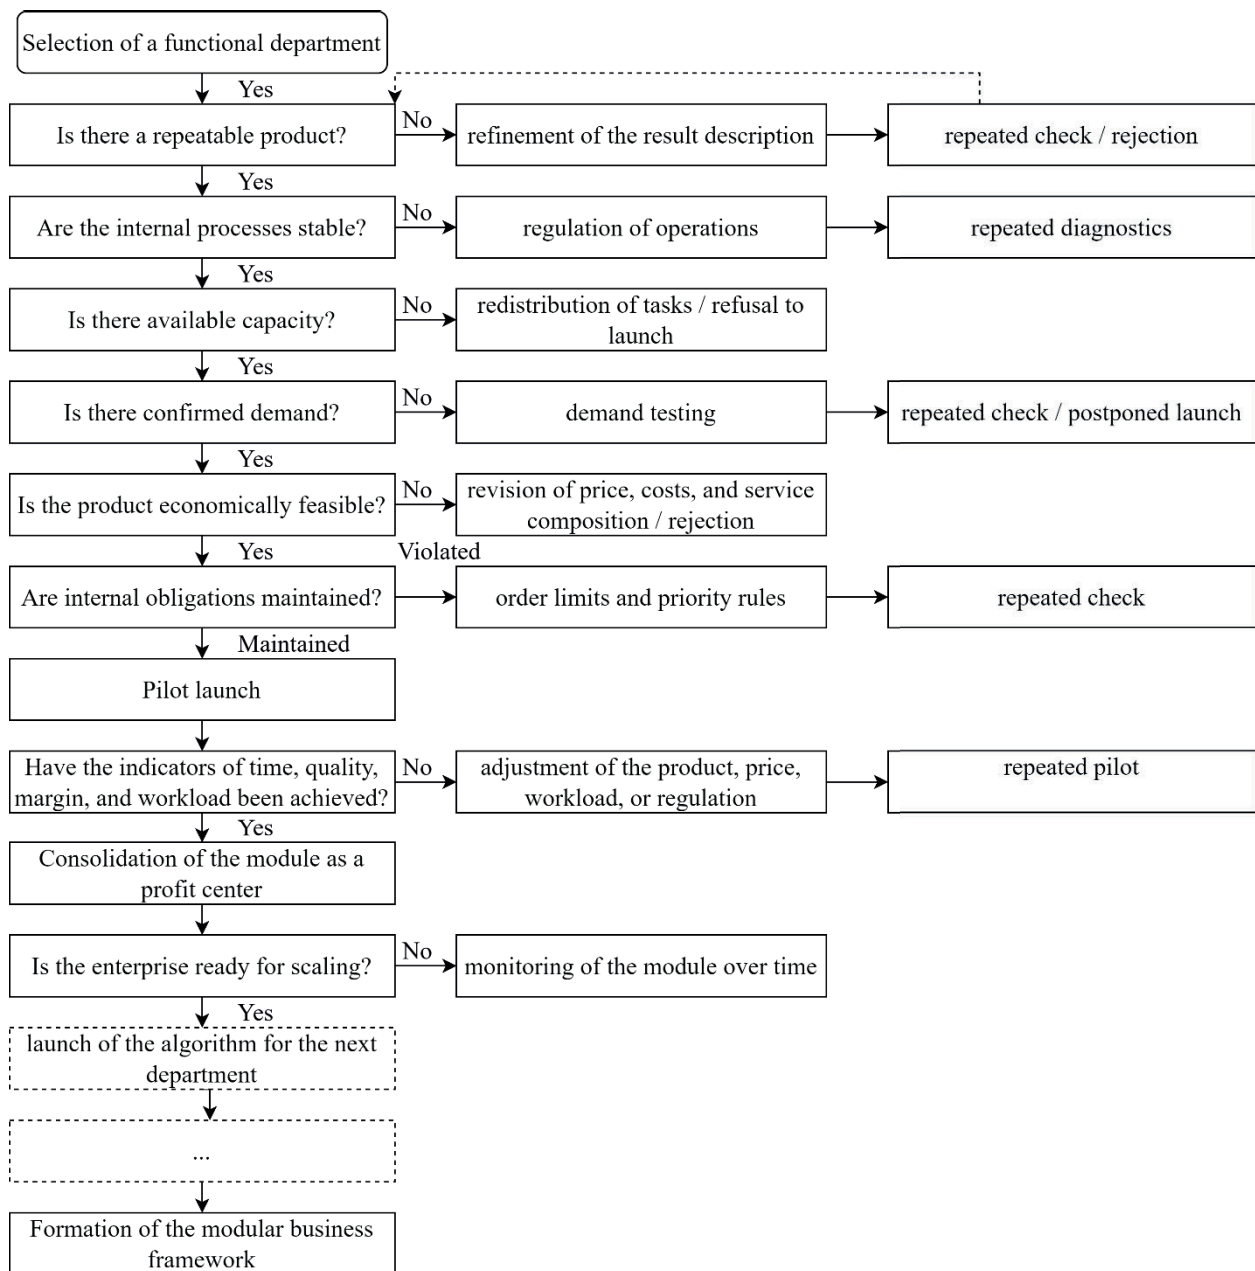 Selection of a functional department
Yes
Is there a repeatable product?
No
refinement of the result description
repeated check / rejection
Yes
Are the internal processes stable?
No
regulation of operations
repeated diagnostics
Yes
Is there available capacity?
No
redistribution of tasks / refusal to
launch
Yes
Is there confirmed demand?
No
demand testing
repeated check / postponed launch
Yes
Is the product economically feasible?
No
revision of price, costs, and service
composition / rejection
Yes
Violated
Are internal obligations maintained?
order limits and priority rules
repeated check
Maintained
Pilot launch
Have the indicators of time, quality,
margin, and workload been achieved?
No
adjustment of the product, price,
workload, or regulation
repeated pilot
Yes
Consolidation of the module as a
profit center
Is the enterprise ready for scaling?
No
monitoring of the module over time
Yes
launch of the algorithm for the next
department
...
Formation of the modular business
framework